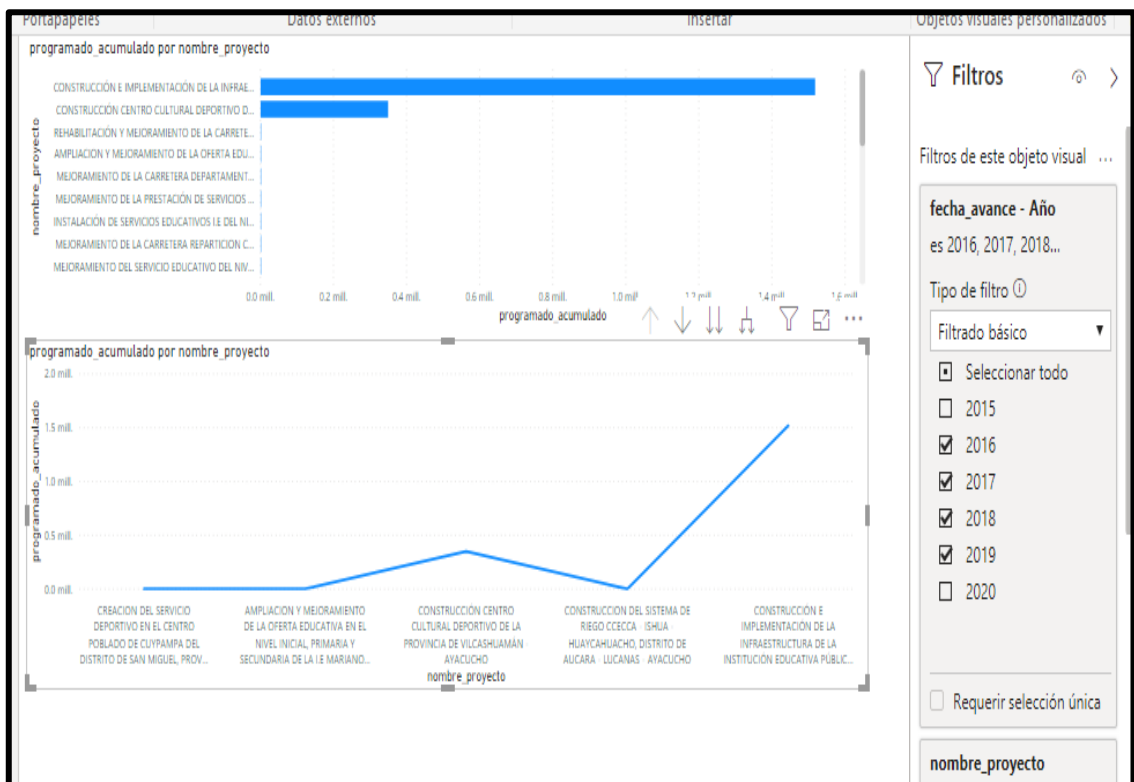 Portapapeles
Datos externos
Insertar
Objetos visuales personalizados
programado_acumulado por nombre_proyecto
nombre_proyecto
CONSTRUCCIÓN E IMPLEMENTACIÓN DE LA INFRAE...
CONSTRUCCIÓN CENTRO CULTURAL DEPORTIVO D...
REHABILITACIÓN Y MEJORAMIENTO DE LA CARRETE...
AMPLIACION Y MEJORAMIENTO DE LA OFERTA EDU...
MEJORAMIENTO DE LA CARRETERA DEPARTAMENT...
MEJORAMIENTO DE LA PRESTACIÓN DE SERVICIOS ...
INSTALACIÓN DE SERVICIOS EDUCATIVOS I.E DEL NI...
MEJORAMIENTO DE LA CARRETERA REPARTICION C...
MEJORAMIENTO DEL SERVICIO EDUCATIVO DEL NIV...
0.0 mill.
0.2 mill.
0.4 mill.
0.6 mill.
0.8 mill.
1.0 mill.
1.2 mill.
1.4 mill.
1.6 mill.
programado_acumulado
programado_acumulado por nombre_proyecto
programado_acumulado
2.0 mill.
1.5 mill.
1.0 mill.
0.5 mill.
0.0 mill.
CREACION DEL SERVICIO
DEPORTIVO EN EL CENTRO
POBLADO DE CUYPAMPA DEL
DISTRITO DE SAN MIGUEL, PROV...
AMPLIACION Y MEJORAMIENTO
DE LA OFERTA EDUCATIVA EN EL
NIVEL INICIAL, PRIMARIA Y
SECUNDARIA DE LA I.E MARIANO...
CONSTRUCCIÓN CENTRO
CULTURAL DEPORTIVO DE LA
PROVINCIA DE VILCASHUAMÁN
AYACUCHO
CONSTRUCCION DEL SISTEMA DE
RIEGO CCECCA - ISHUA -
HUAYCAHUACHO, DISTRITO DE
AUCARA - LUCANAS - AYACUCHO
CONSTRUCCIÓN E
IMPLEMENTACIÓN DE LA
INFRAESTRUCTURA DE LA
INSTITUCIÓN EDUCATIVA PÚBLIC...
nombre_proyecto
Filtros
Filtros de este objeto visual ...
fecha_avance - Año
es 2016, 2017, 2018...
Tipo de filtro
Filtrado básico
Seleccionar todo
2015
2016
2017
2018
2019
2020
Requerir selección única
nombre_proyecto